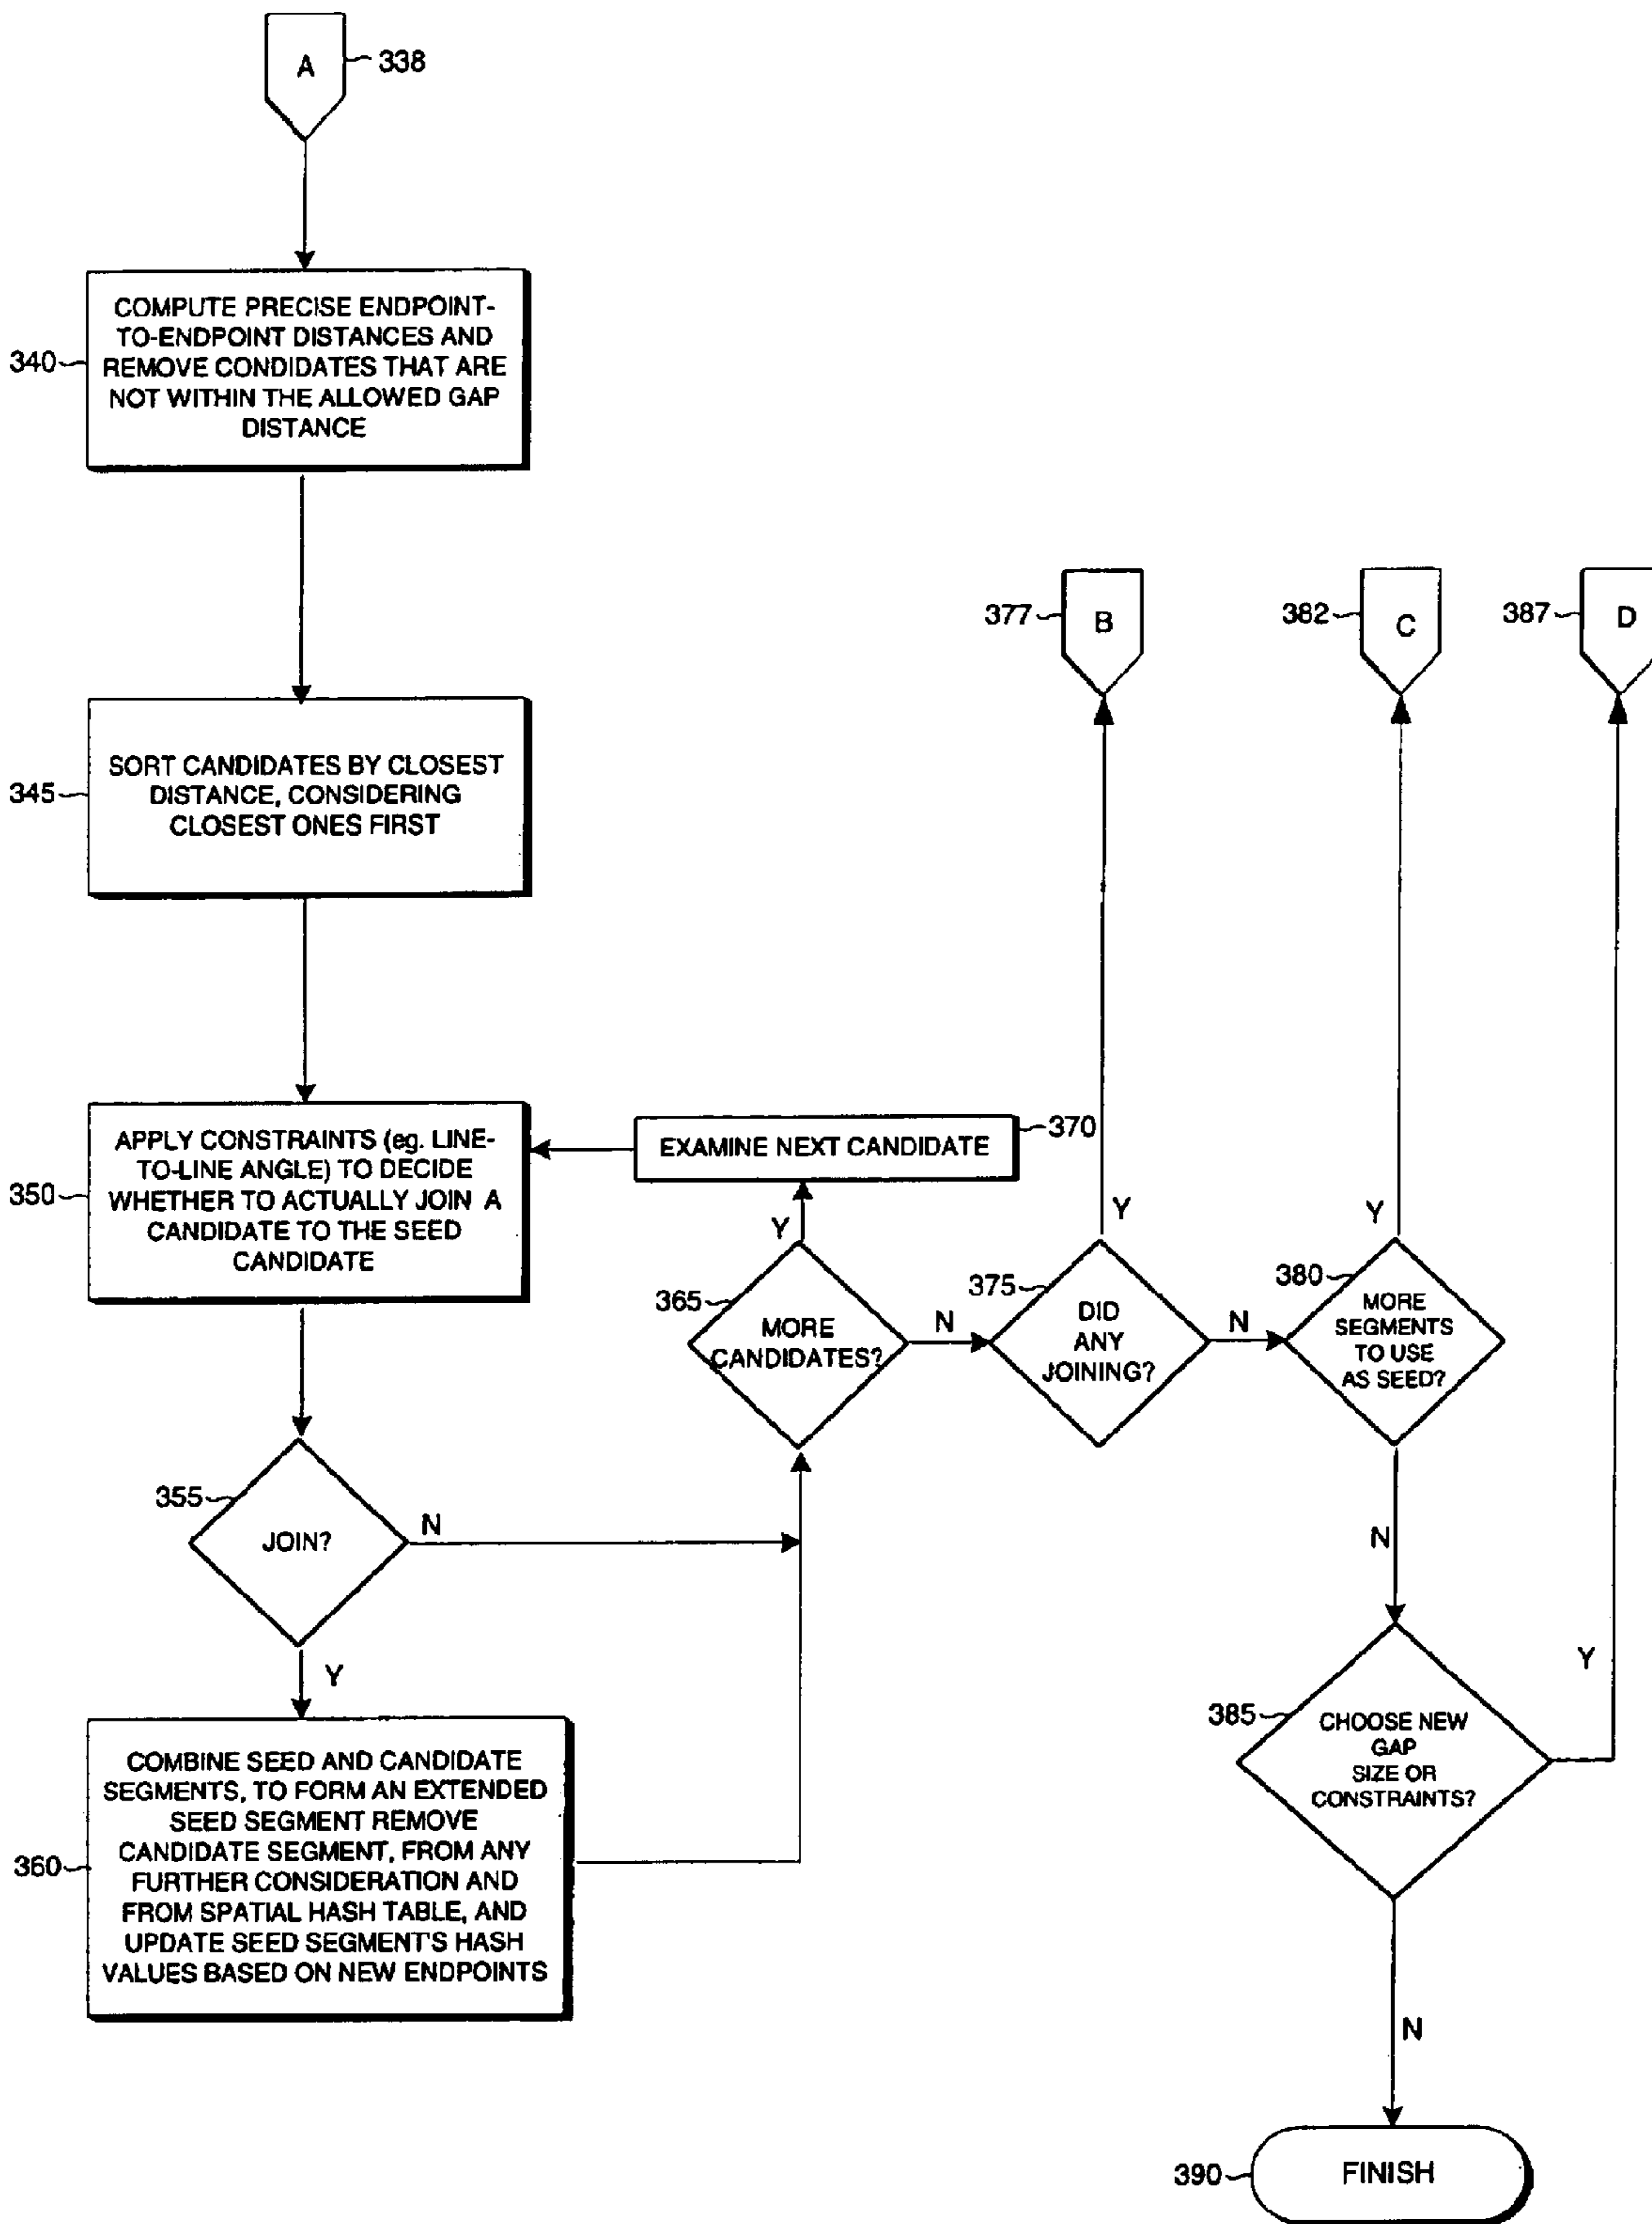 A
338
340
COMPUTE PRECISE ENDPOINT-
TO-ENDPOINT DISTANCES AND
REMOVE CONDIDATES THAT ARE
NOT WITHIN THE ALLOWED GAP
DISTANCE
345
SORT CANDIDATES BY CLOSEST
DISTANCE, CONSIDERING
CLOSEST ONES FIRST
350
APPLY CONSTRAINTS (eg. LINE-
TO-LINE ANGLE) TO DECIDE
WHETHER TO ACTUALLY JOIN A
CANDIDATE TO THE SEED
CANDIDATE
355
JOIN?
N
Y
360
COMBINE SEED AND CANDIDATE
SEGMENTS, TO FORM AN EXTENDED
SEED SEGMENT REMOVE
CANDIDATE SEGMENT, FROM ANY
FURTHER CONSIDERATION AND
FROM SPATIAL HASH TABLE, AND
UPDATE SEED SEGMENT'S HASH
VALUES BASED ON NEW ENDPOINTS
EXAMINE NEXT CANDIDATE
370
Y
365
MORE
CANDIDATES?
N
377
B
Y
375
DID
ANY
JOINING?
N
382
C
Y
380
MORE
SEGMENTS
TO USE
AS SEED?
N
387
D
Y
385
CHOOSE NEW
GAP
SIZE OR
CONSTRAINTS?
N
390
FINISH